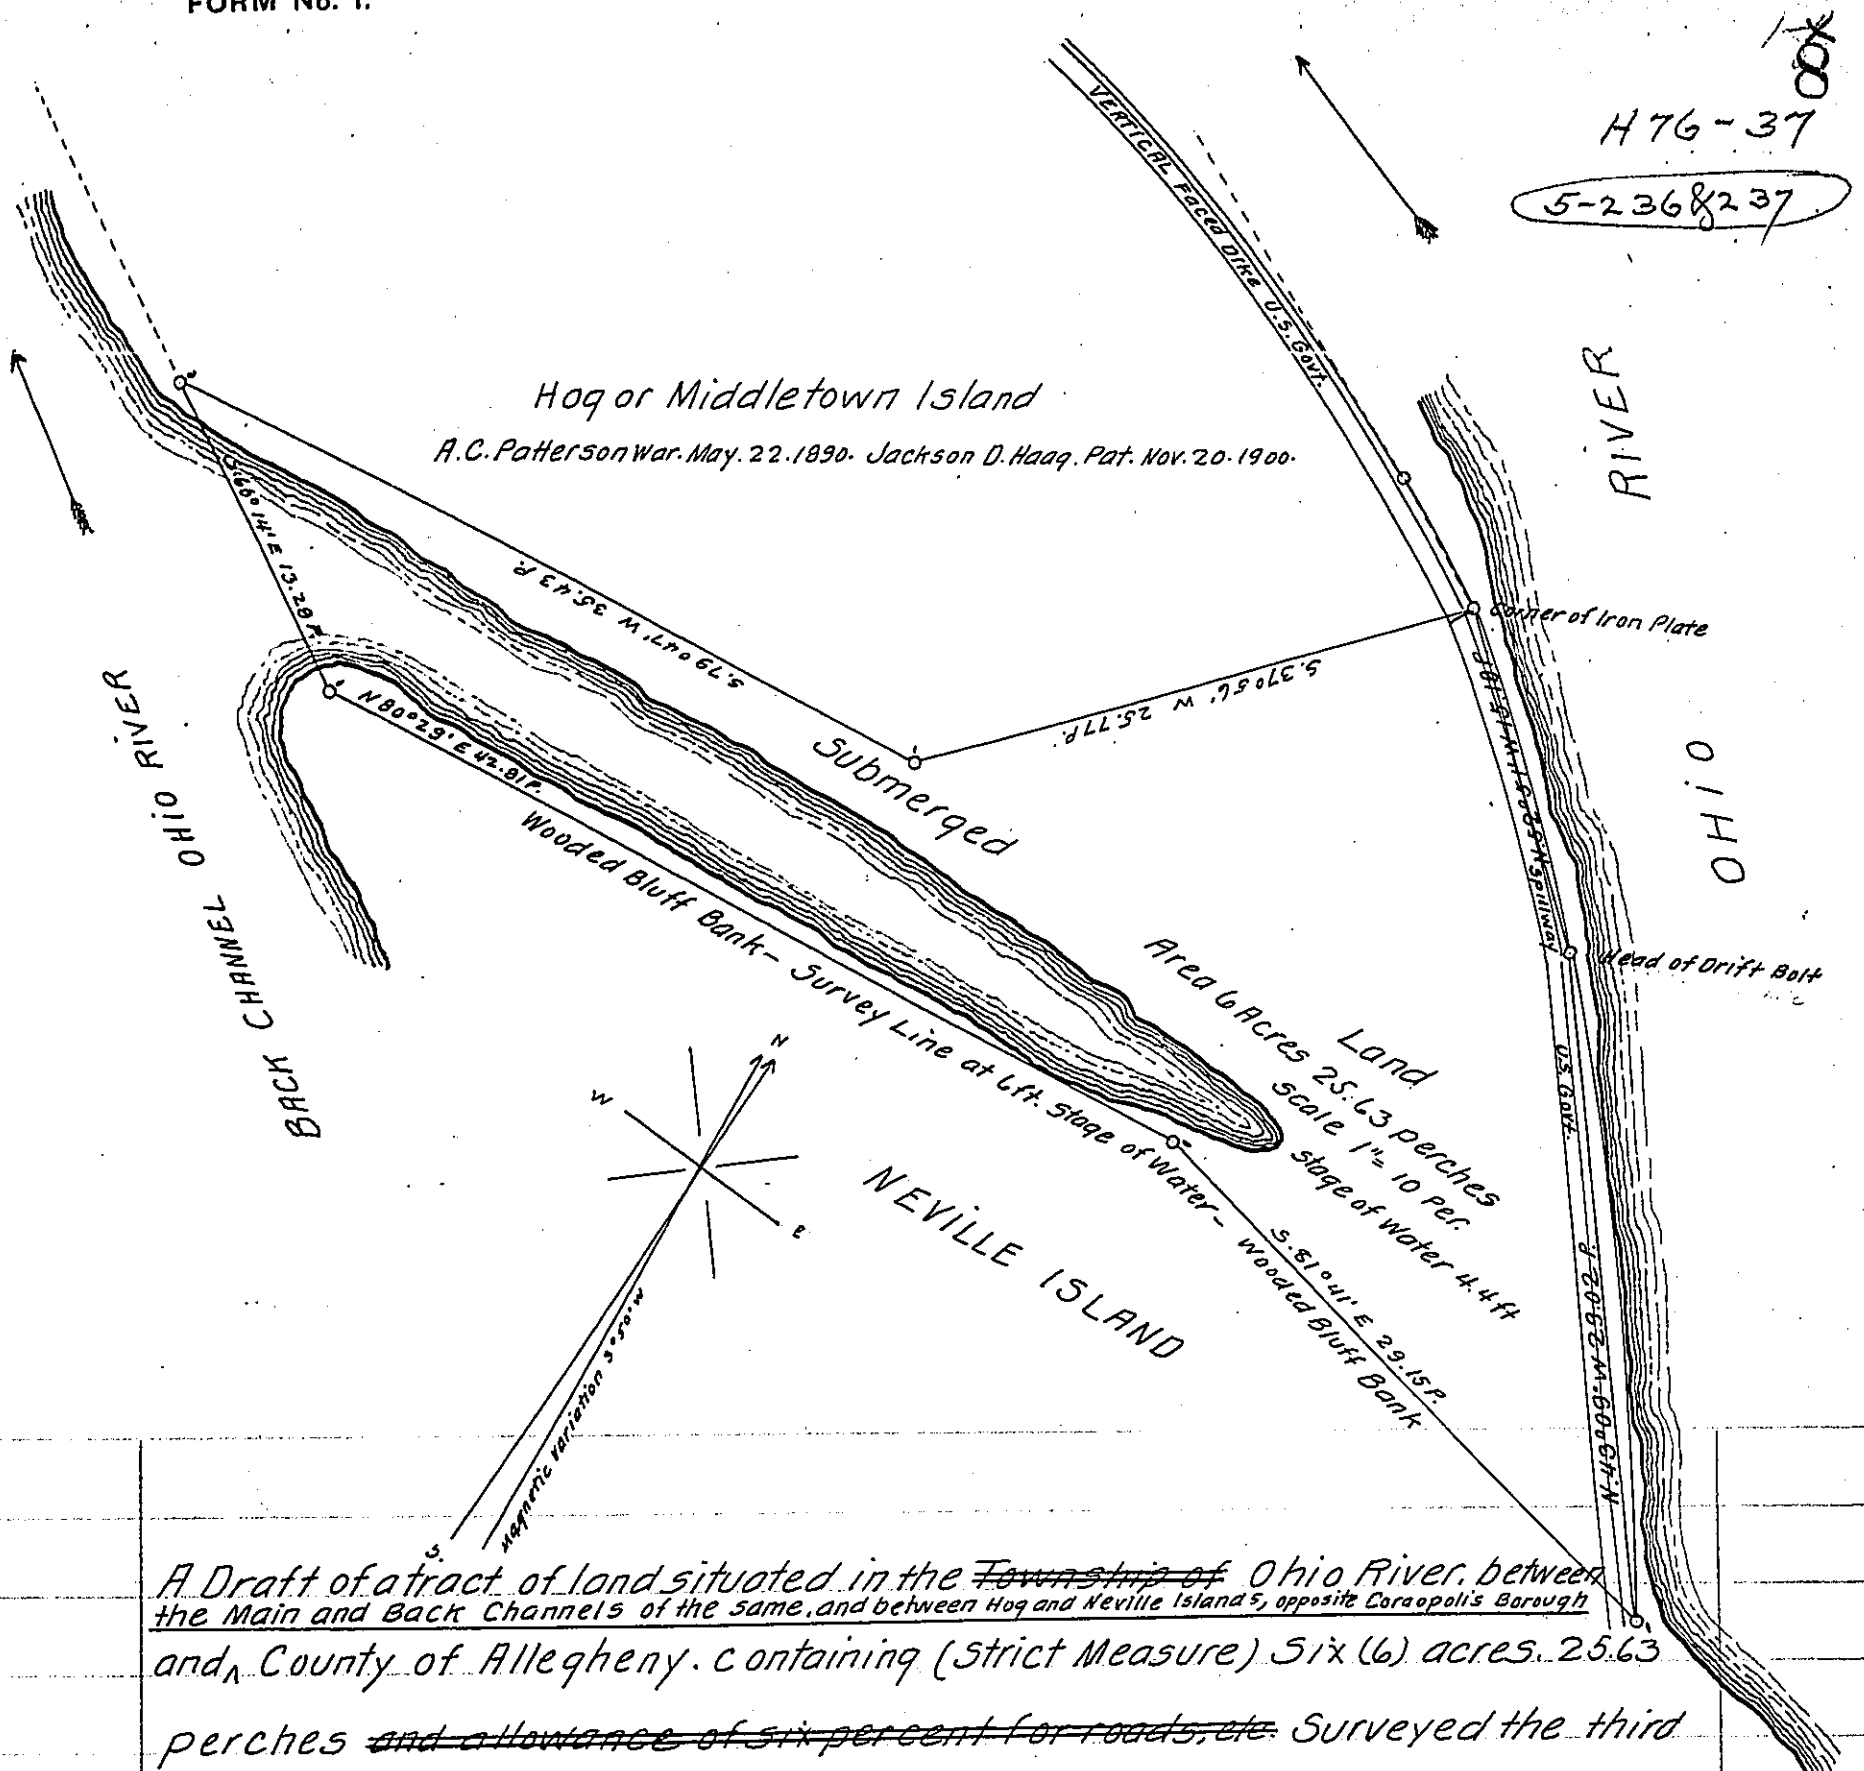 FORM No. 1.
H76-37
5-236&237
VERTICAL Faced Dike U.S. Govt.
Hog or Middletown Island
A.C. Patterson War. May. 22. 1890. Jackson D. Haag. Pat. Nov. 20. 1900.
OHIO RIVER
Corner of Iron Plate
S. 37° 56' W 25.77 P.
S. 79° 47' W 35.43 P.
14' E 13.28 P.
N 80° 29' E 42.81 P.
Submerged
Land
Area 6 Acres 25.63 perches
Scale 1" = 10 Per.
Stage of Water 4.4 ft
Wooded Bluff Bank - Survey Line at 6 ft. Stage of Water - Wooded Bluff Bank
Spillway
Head of Drift Bolt
U.S. Govt.
BACK CHANNEL OHIO RIVER
N
W
E
S.
Magnetic Variation 3° 50' W
NEVILLE ISLAND
S. 81° 41' E 29.15 P.
W 29.02 P.
A Draft of a tract of land situated in the Township of Ohio River, between
the Main and Back Channels of the same, and between Hog and Neville Islands, opposite Coraopolis Borough
and County of Allegheny. Containing (Strict Measure) Six (6) acres. 25.63
perches and allowance of six percent for roads, etc. Surveyed the third